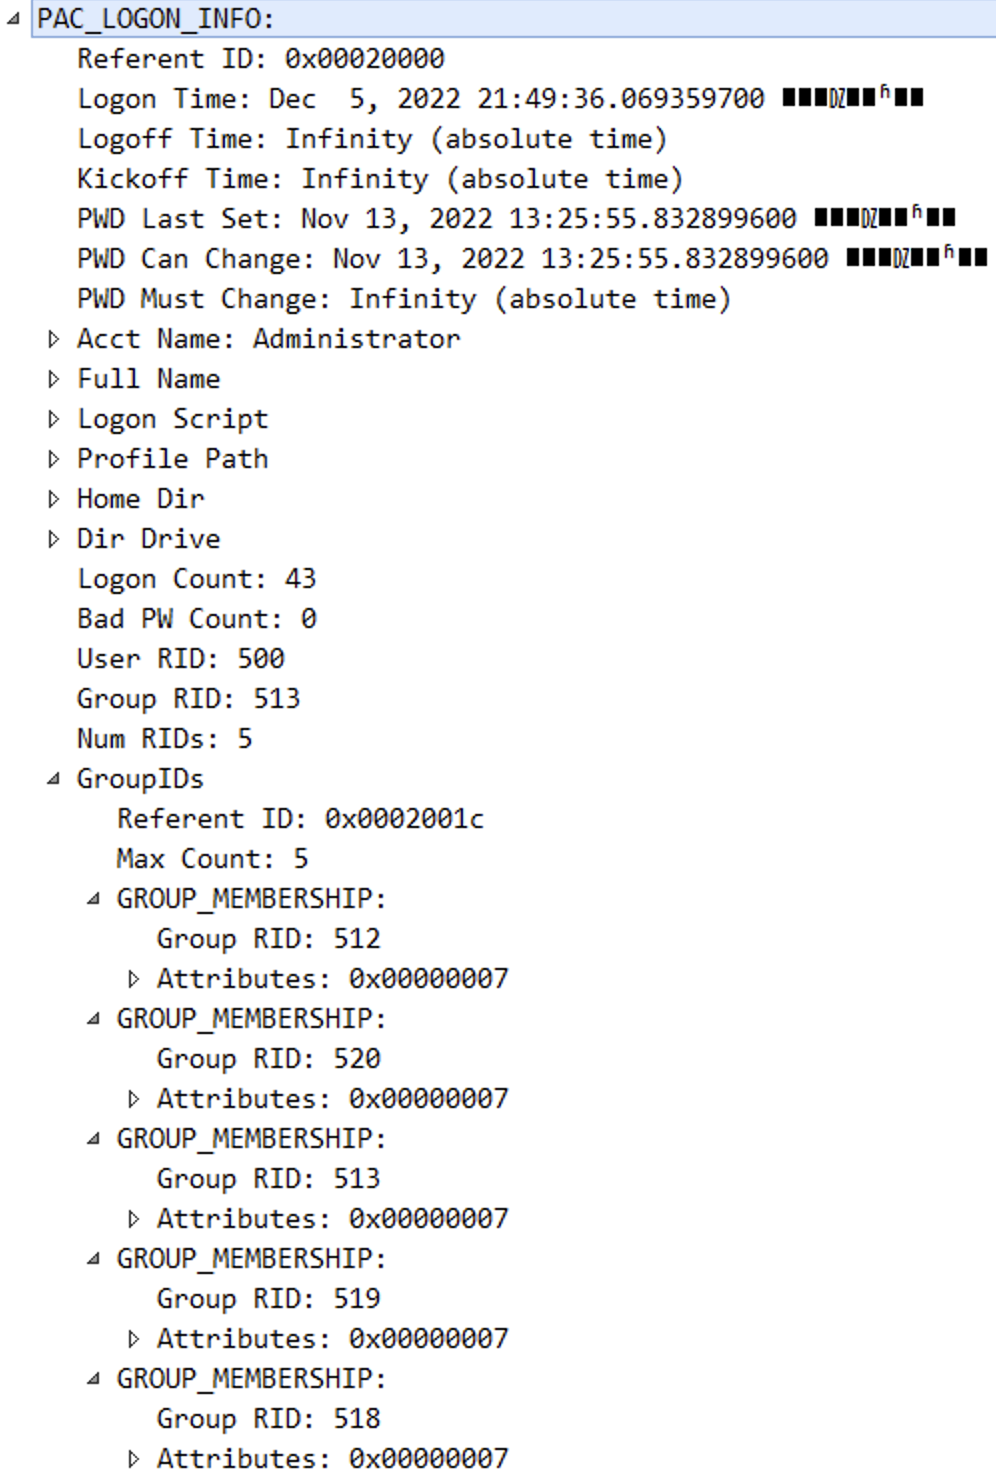 PAC_LOGON_INFO:
Referent ID: 0x00020000
Logon Time: Dec  5, 2022 21:49:36.069359700
Logoff Time: Infinity (absolute time)
Kickoff Time: Infinity (absolute time)
PWD Last Set: Nov 13, 2022 13:25:55.832899600
PWD Can Change: Nov 13, 2022 13:25:55.832899600
PWD Must Change: Infinity (absolute time)
Acct Name: Administrator
Full Name
Logon Script
Profile Path
Home Dir
Dir Drive
Logon Count: 43
Bad PW Count: 0
User RID: 500
Group RID: 513
Num RIDs: 5
GroupIDs
Referent ID: 0x0002001c
Max Count: 5
GROUP_MEMBERSHIP:
Group RID: 512
Attributes: 0x00000007
GROUP_MEMBERSHIP:
Group RID: 520
Attributes: 0x00000007
GROUP_MEMBERSHIP:
Group RID: 513
Attributes: 0x00000007
GROUP_MEMBERSHIP:
Group RID: 519
Attributes: 0x00000007
GROUP_MEMBERSHIP:
Group RID: 518
Attributes: 0x00000007